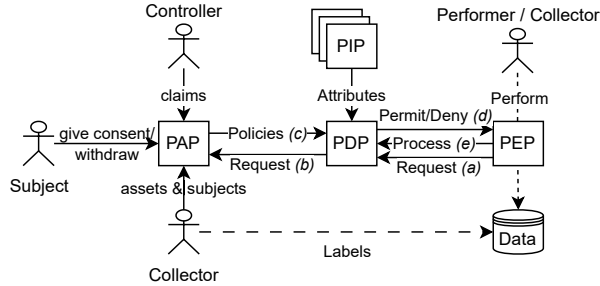 Controller
Performer / Collector
PIP
claims
Attributes
Perform
give consent/
withdraw
PAP
Policies (c)
Request (b)
PDP
Permit/Deny (d)
Process (e)
Request (a)
PEP
Subject
assets & subjects
Collector
Labels
Data